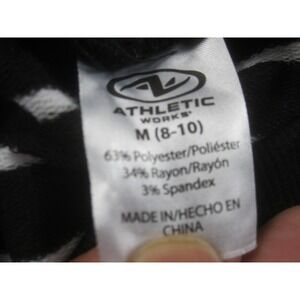 ATHLETIC
WORKS®
M (8-10)
63% Polyester/Poliéster
34% Rayon/Rayón
3% Spandex
MADE IN/HECHO EN
CHINA